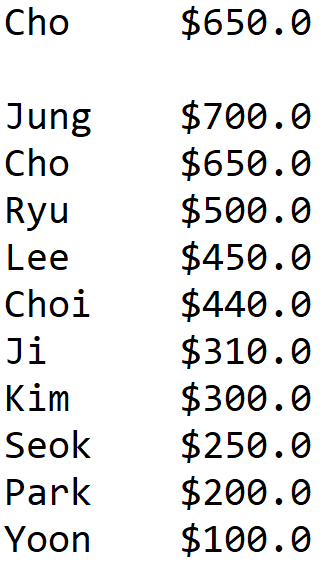 Cho     $650.0

Jung    $700.0
Cho     $650.0
Ryu     $500.0
Lee     $450.0
Choi    $440.0
Ji      $310.0
Kim     $300.0
Seok    $250.0
Park    $200.0
Yoon    $100.0